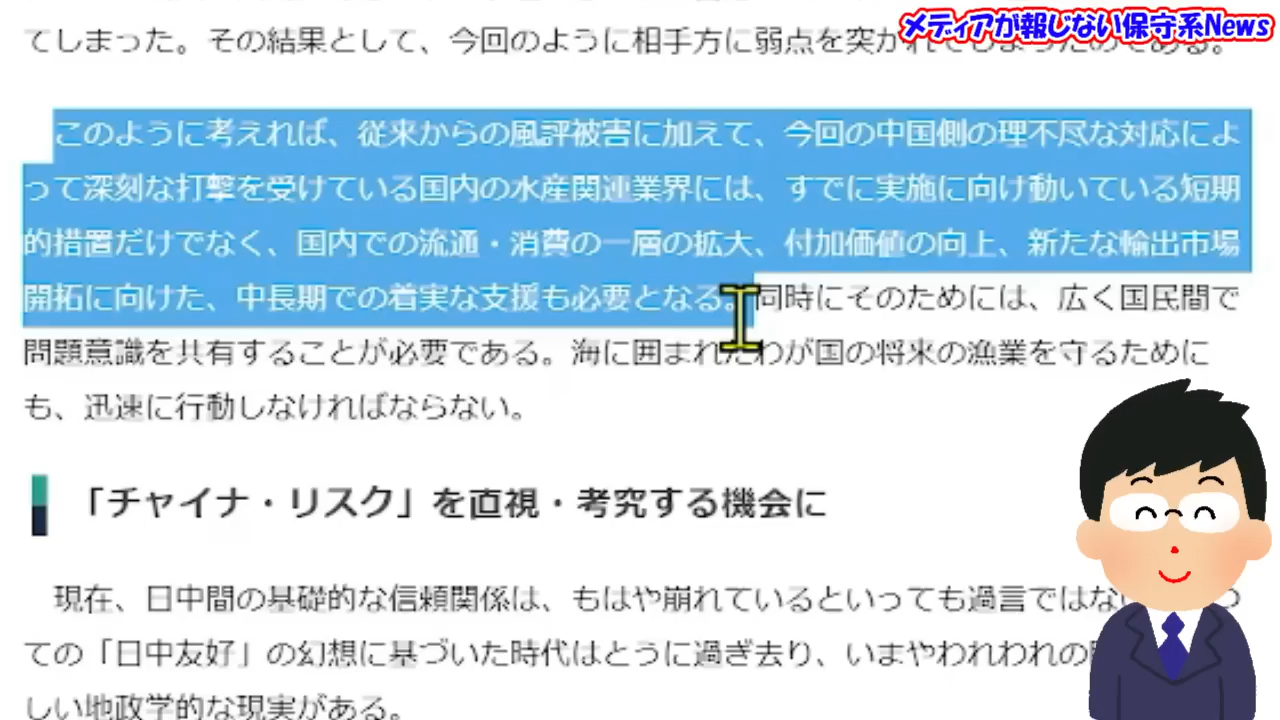 メディアが報じない保守系News
てしまった。その結果として、今回のように相手方に弱点を突かれてしまったのである。
このように考えれば、従来からの風評被害に加えて、今回の中国側の理不尽な対応によ
って深刻な打撃を受けている国内の水産関連業界には、すでに実施に向け動いている短期
的措置だけでなく、国内での流通・消費の一層の拡大、付加価値の向上、新たな輸出市場
開拓に向けた、中長期での着実な支援も必要となる。同時にそのためには、広く国民間で
問題意識を共有することが必要である。海に囲まれたわが国の将来の漁業を守るために
も、迅速に行動しなければならない。
「チャイナ・リスク」を直視・考究する機会に
現在、日中間の基礎的な信頼関係は、もはや崩れているといっても過言ではな
ての「日中友好」の幻想に基づいた時代はとうに過ぎ去り、いまやわれわれの
しい地政学的な現実がある。